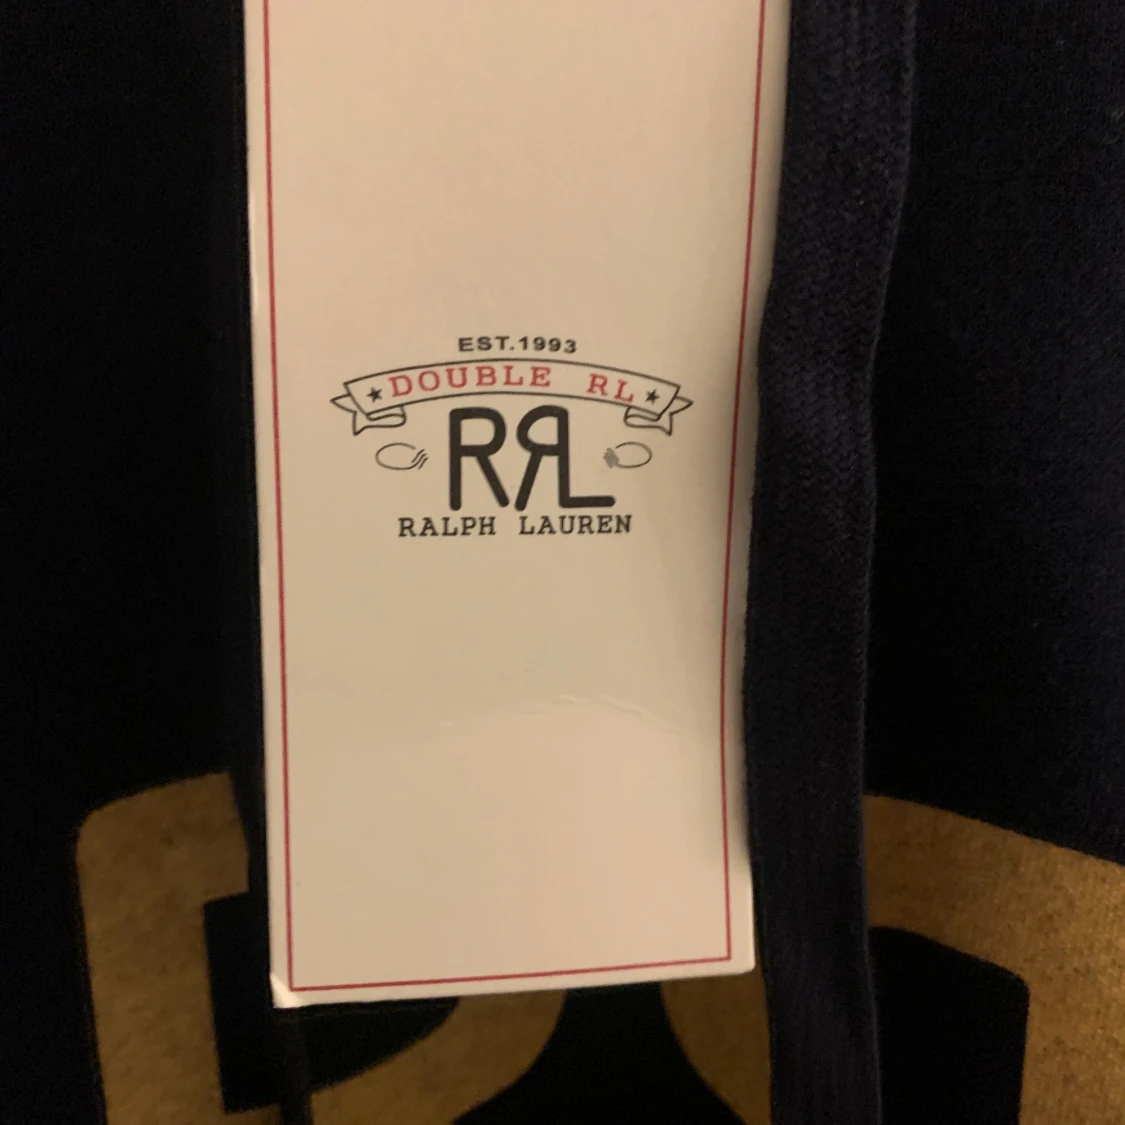 EST.1993
DOUBLE RL
RRL
RALPH LAUREN